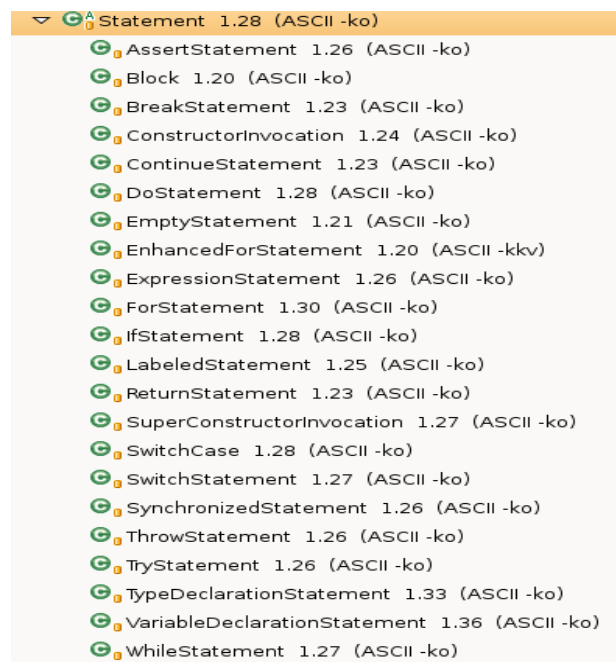 Statement 1.28 (ASCII -ko)
AssertStatement 1.26 (ASCII -ko)
Block 1.20 (ASCII -ko)
BreakStatement 1.23 (ASCII -ko)
ConstructorInvocation 1.24 (ASCII -ko)
ContinueStatement 1.23 (ASCII -ko)
DoStatement 1.28 (ASCII -ko)
EmptyStatement 1.21 (ASCII -ko)
EnhancedForStatement 1.20 (ASCII -kkv)
ExpressionStatement 1.26 (ASCII -ko)
ForStatement 1.30 (ASCII -ko)
IfStatement 1.28 (ASCII -ko)
LabeledStatement 1.25 (ASCII -ko)
ReturnStatement 1.23 (ASCII -ko)
SuperConstructorInvocation 1.27 (ASCII -ko)
SwitchCase 1.28 (ASCII -ko)
SwitchStatement 1.27 (ASCII -ko)
SynchronizedStatement 1.26 (ASCII -ko)
ThrowStatement 1.26 (ASCII -ko)
TryStatement 1.26 (ASCII -ko)
TypeDeclarationStatement 1.33 (ASCII -ko)
VariableDeclarationStatement 1.36 (ASCII -ko)
WhileStatement 1.27 (ASCII -ko)